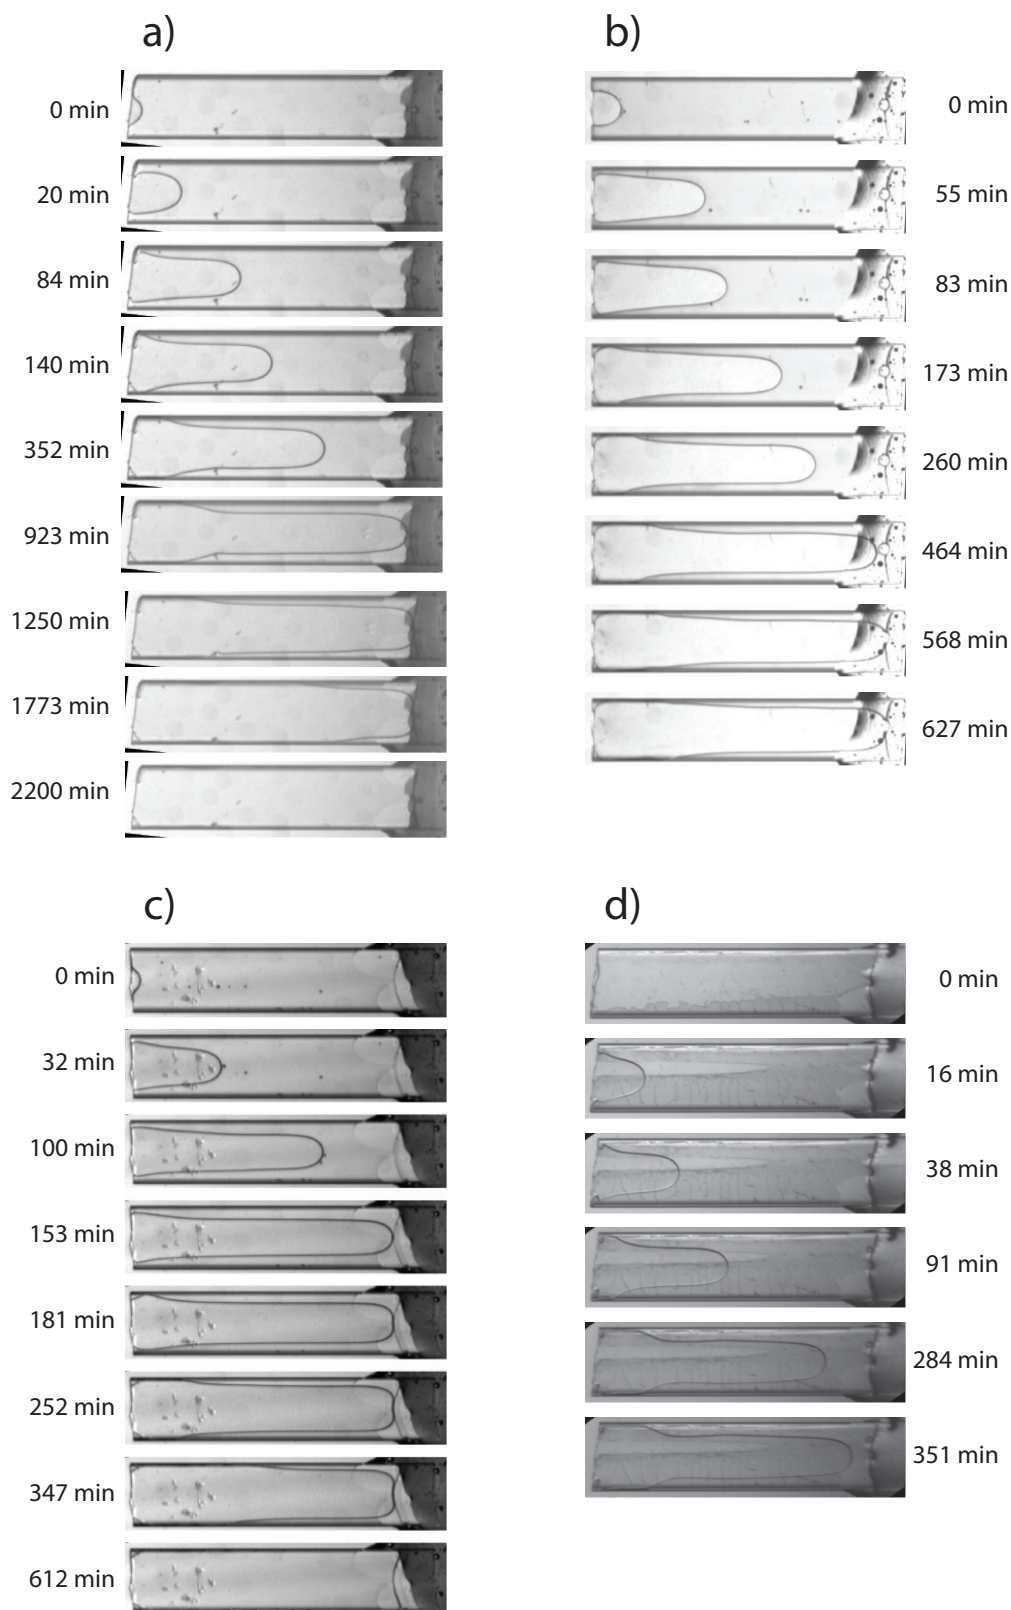 a)
0 min
20 min
84 min
140 min
352 min
923 min
1250 min
1773 min
2200 min
b)
0 min
55 min
83 min
173 min
260 min
464 min
568 min
627 min
c)
0 min
32 min
100 min
153 min
181 min
252 min
347 min
612 min
d)
0 min
16 min
38 min
91 min
284 min
351 min